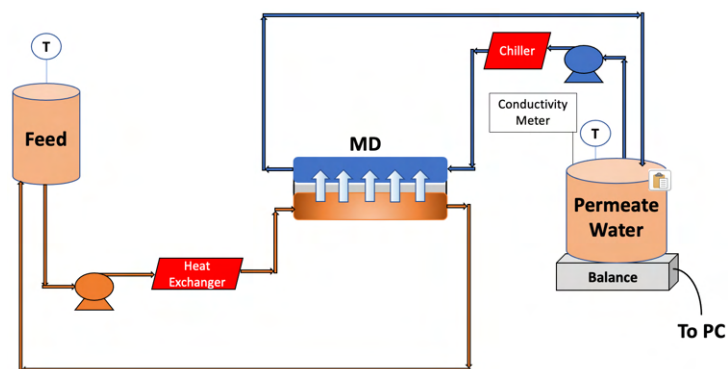 T
Chiller
Conductivity
Meter
T
Feed
MD
Permeate
Water
Heat
Exchanger
Balance
To PC